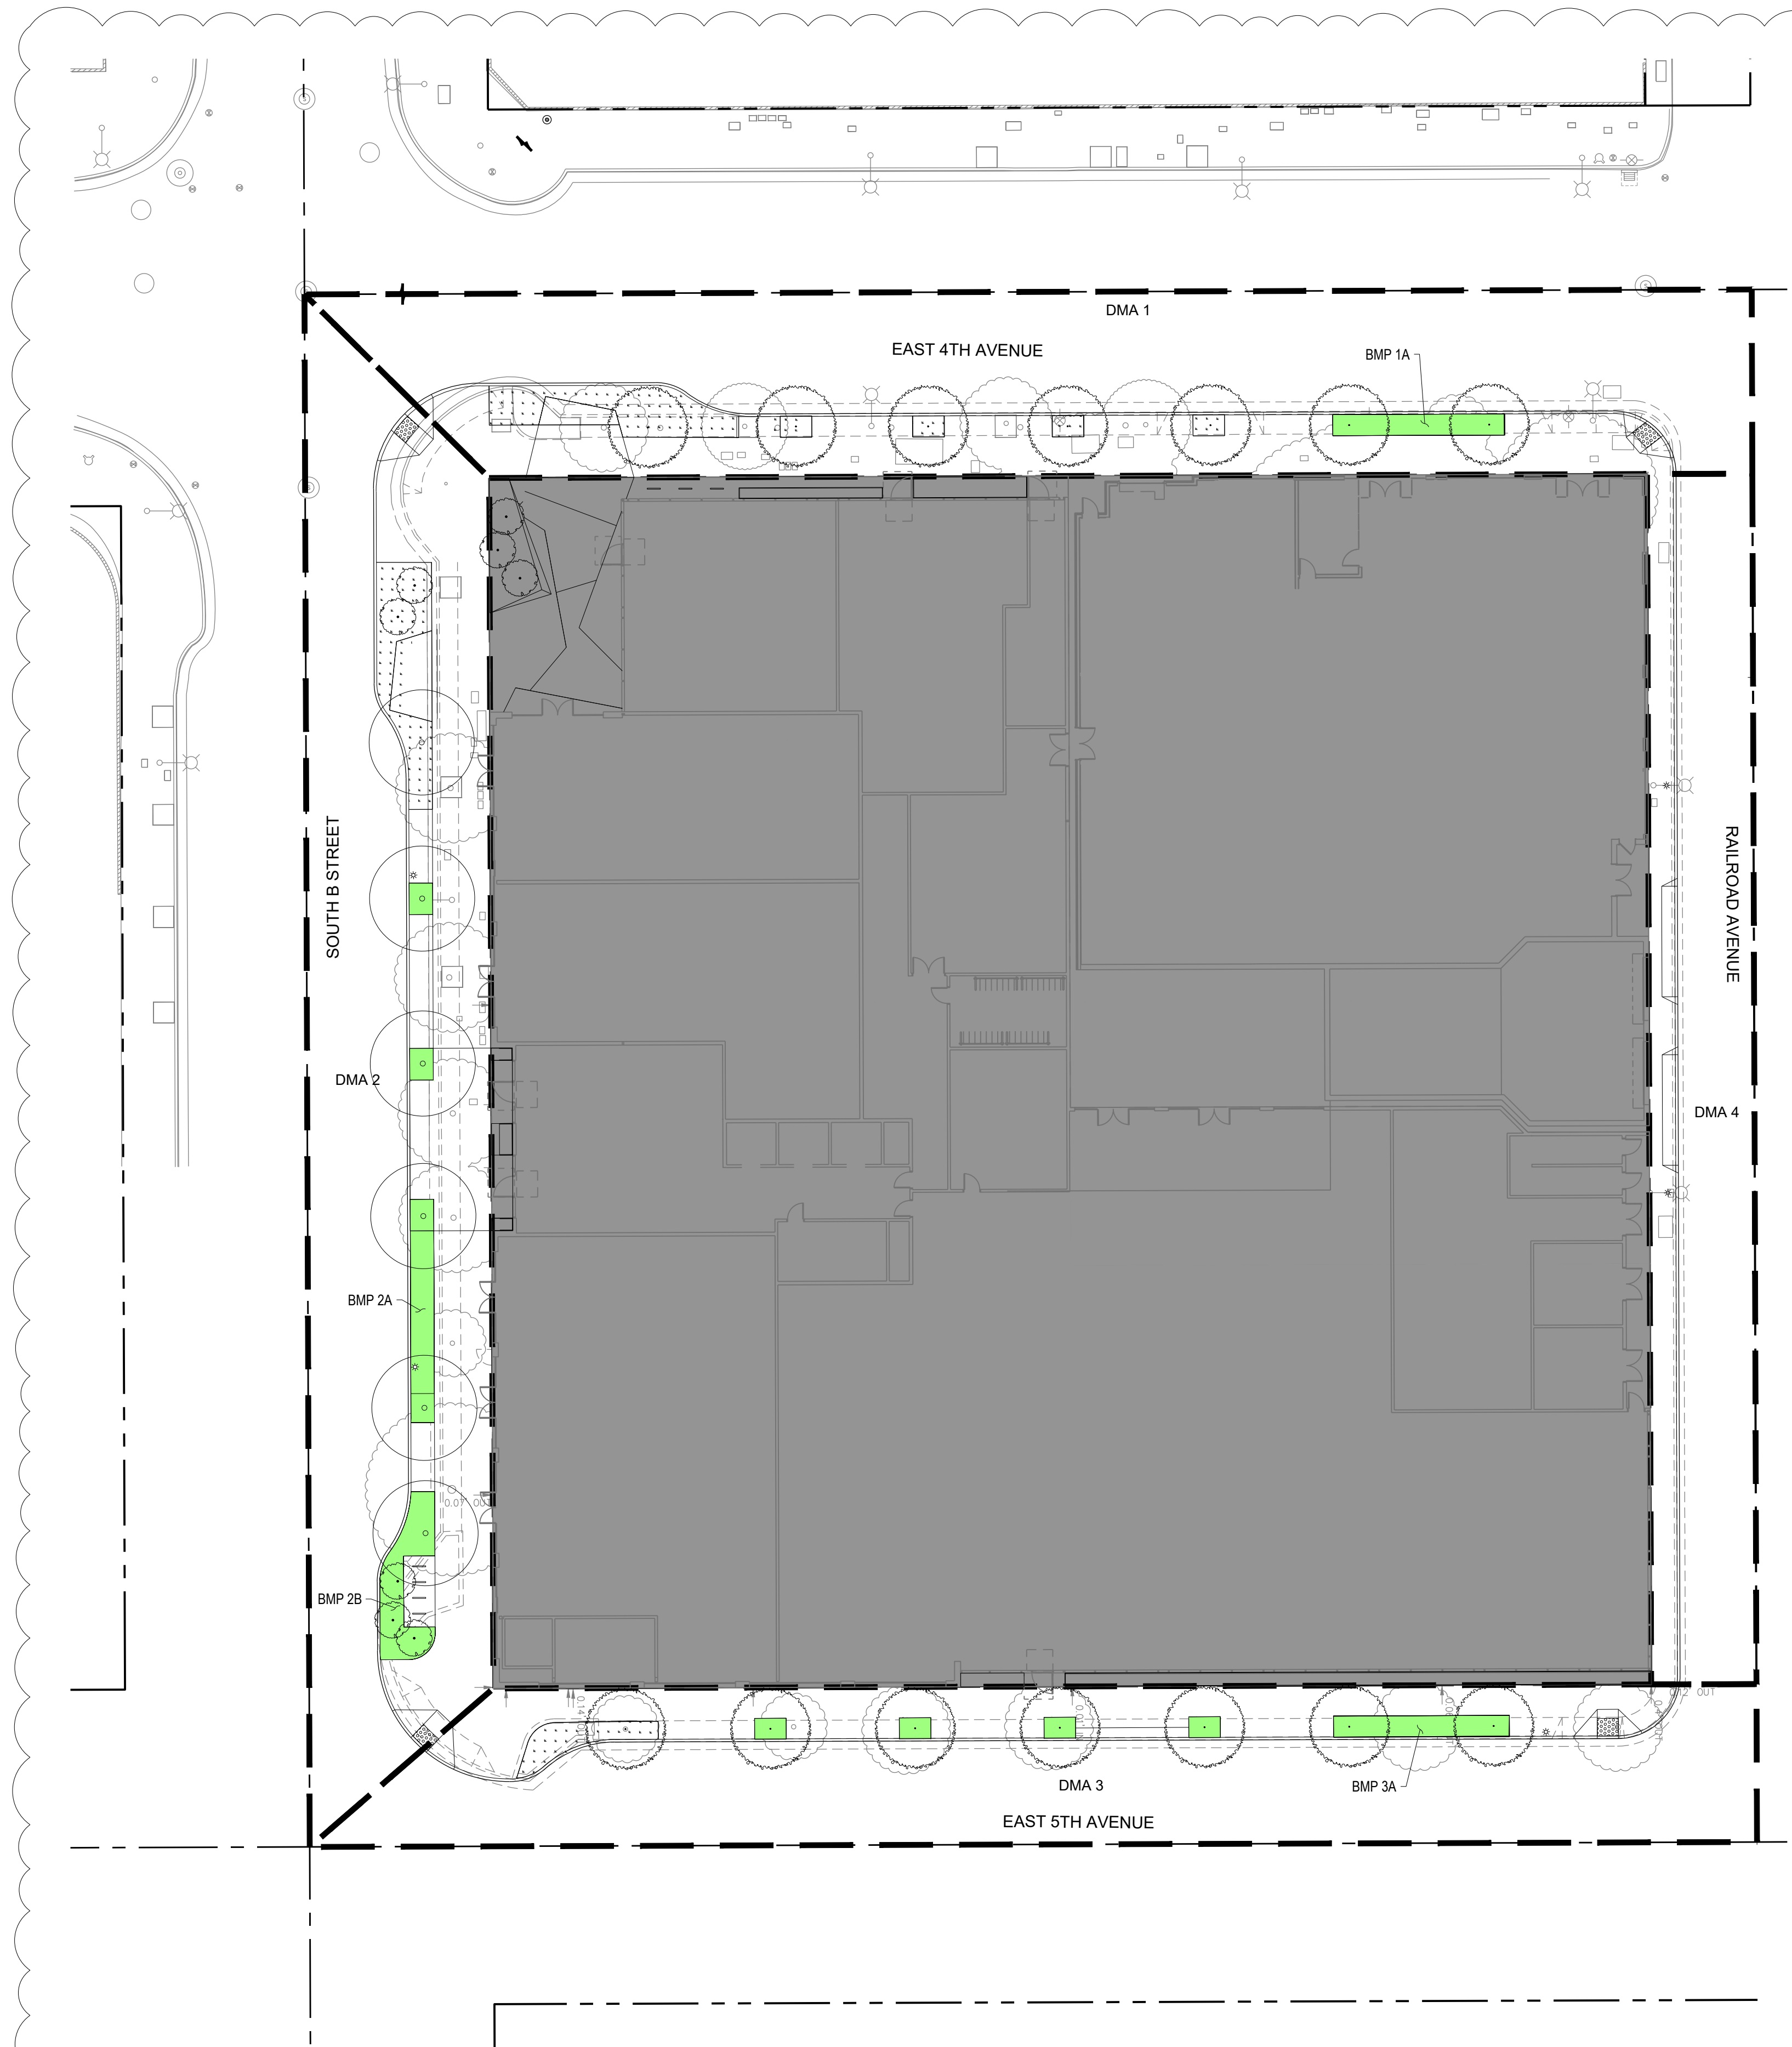 DMA 1
EAST 4TH AVENUE
BMP 1A
SOUTH B STREET
RAILROAD AVENUE
DMA 2
DMA 4
BMP 2A
BMP 2B
DMA 3
BMP 3A
EAST 5TH AVENUE